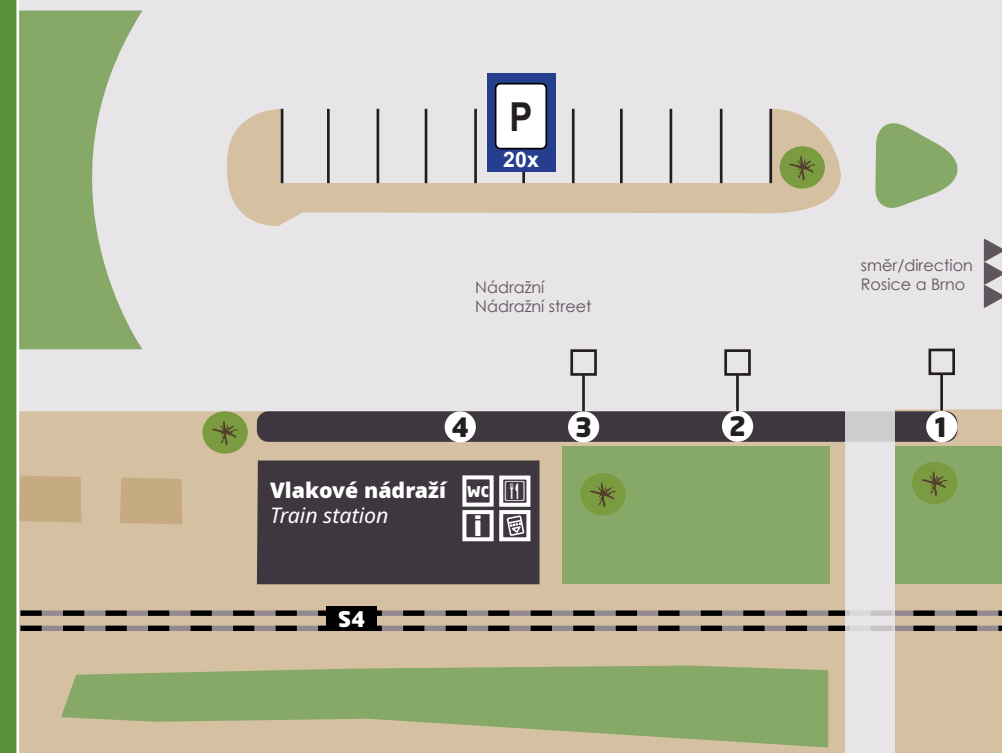 P
20x
směr/direction
Rosice a Brno
Nádražní
Nádražní street
4
3
2
1
Vlakové nádraží
Train station
WC
i
S4